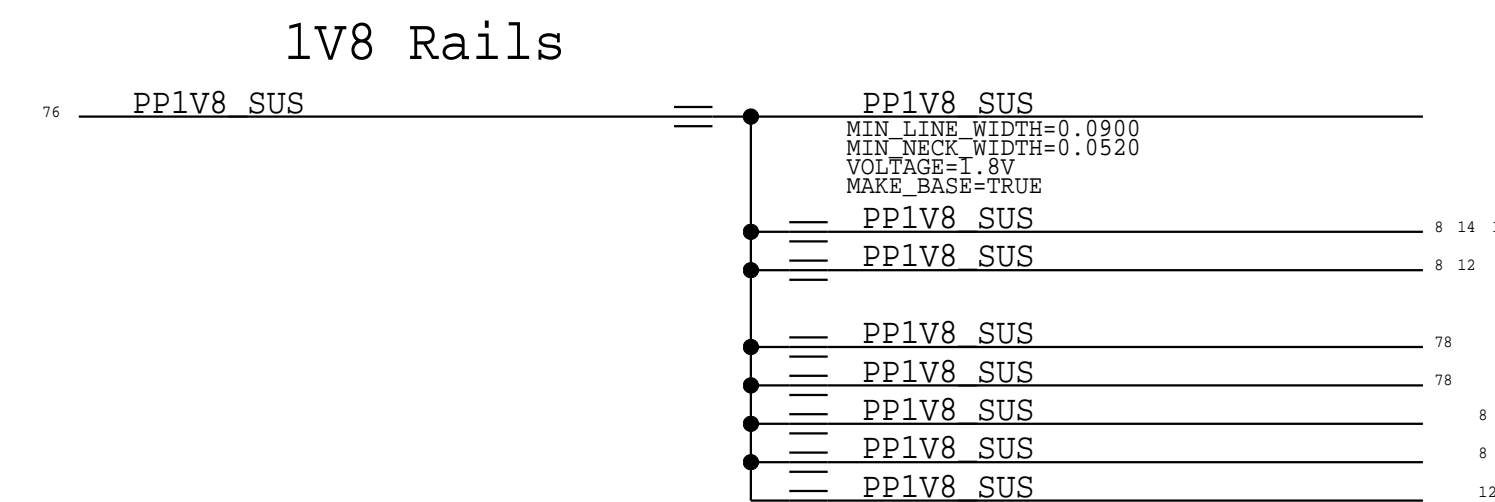 1V8 Rails
76 PP1V8_SUS PP1V8_SUS
MIN_LINE_WIDTH=0.0900
MIN_NECK_WIDTH=0.0520
VOLTAGE=1.8V
MAKE_BASE=TRUE
PP1V8_SUS 8 14
PP1V8_SUS 8 12
PP1V8_SUS 78
PP1V8_SUS 78
PP1V8_SUS 8
PP1V8_SUS 8
PP1V8_SUS 12